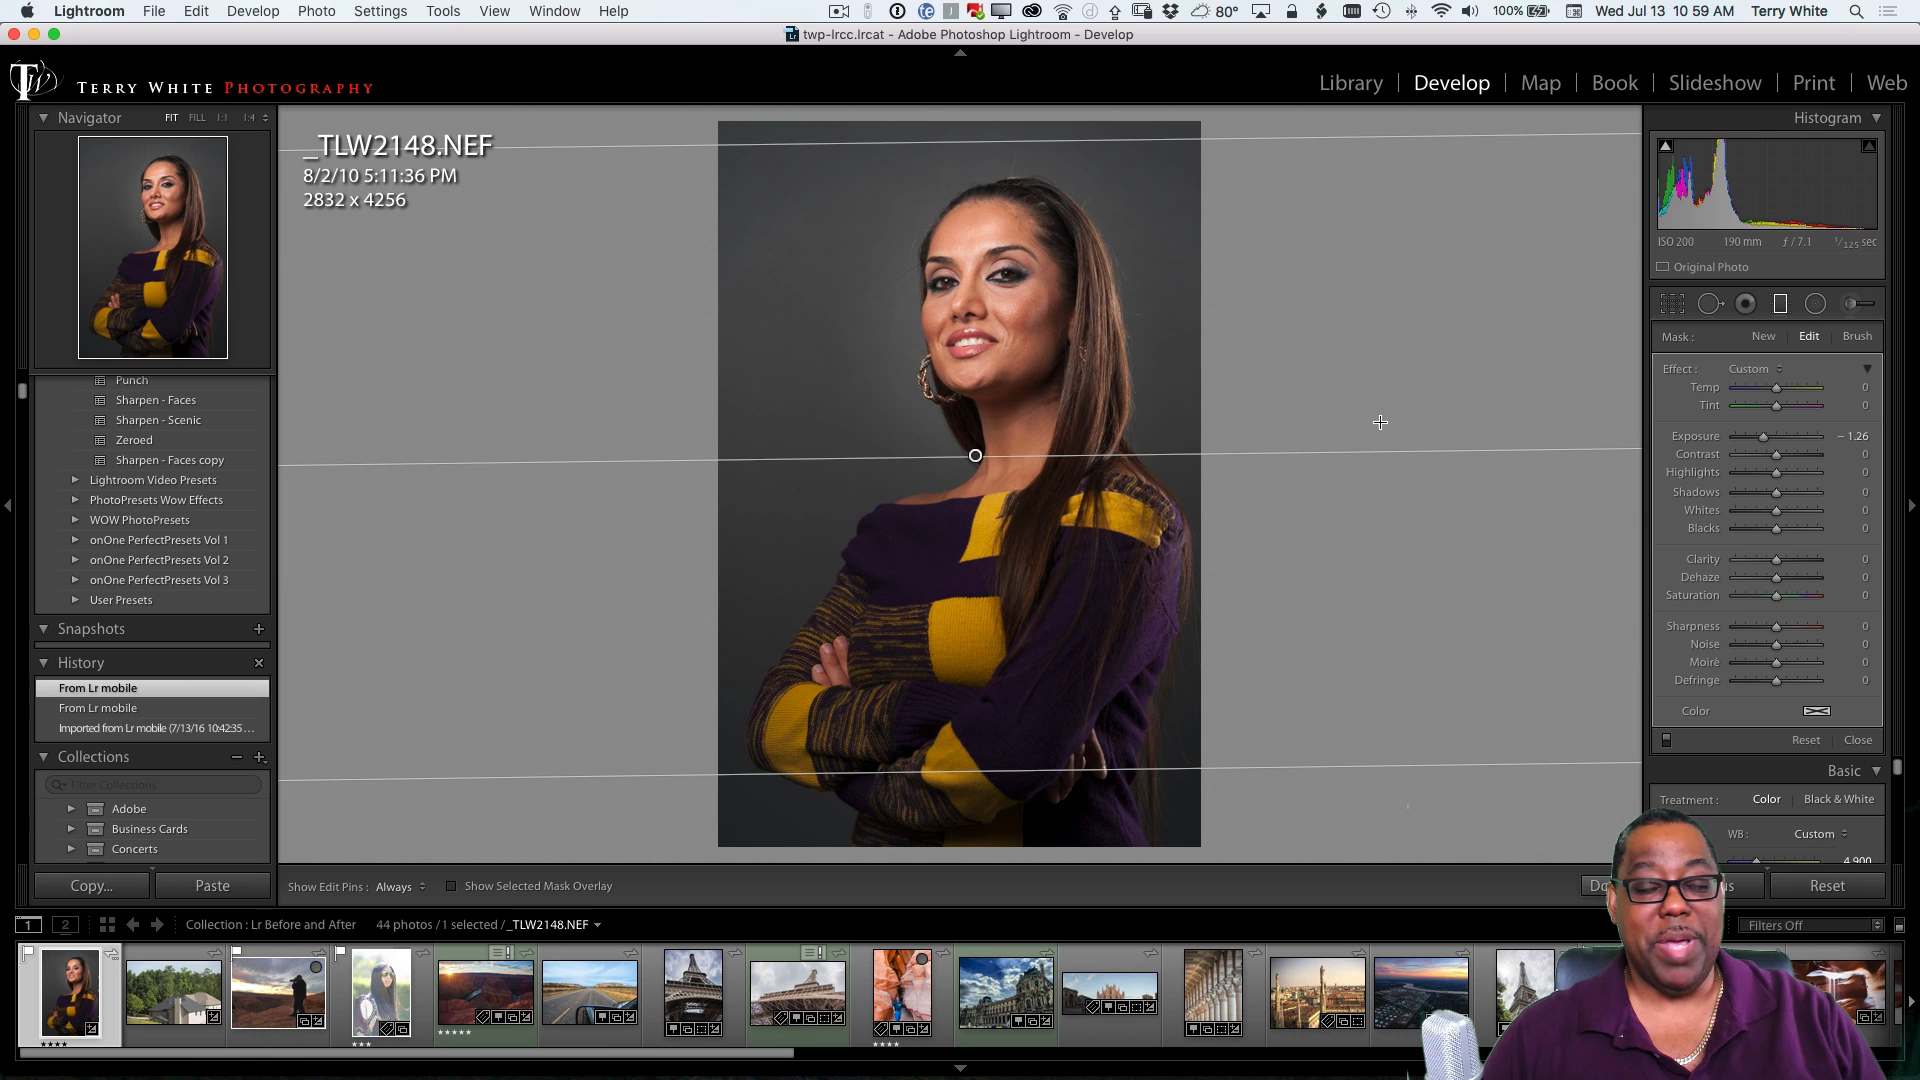 Lightroom File Edit Develop Photo Settings Tools View Window Help 80° 100% Wed Jul 13 10:59 AM Terry White
twp-lrcc.lrcat - Adobe Photoshop Lightroom - Develop
TW TERRY WHITE PHOTOGRAPHY
Library Develop Map Book Slideshow Print Web
Navigator FIT FILL 1:1 1:4
Punch
Sharpen - Faces
Sharpen - Scenic
Zeroed
Sharpen - Faces copy
Lightroom Video Presets
PhotoPresets Wow Effects
WOW PhotoPresets
onOne PerfectPresets Vol 1
onOne PerfectPresets Vol 2
onOne PerfectPresets Vol 3
User Presets
Snapshots
History
From Lr mobile
From Lr mobile
Imported from Lr mobile (7/13/16 10:42:35 ...
Collections
Filter Collections
Adobe
Business Cards
Concerts
Copy... Paste
_TLW2148.NEF
8/2/10 5:11:36 PM
2832 x 4256
Histogram
ISO 200 190 mm ƒ / 7.1 1/125 sec
Original Photo
Mask : New Edit Brush
Effect : Custom
Temp 0
Tint 0
Exposure – 1.26
Contrast 0
Highlights 0
Shadows 0
Whites 0
Blacks 0
Clarity 0
Dehaze 0
Saturation 0
Sharpness 0
Noise 0
Moiré 0
Defringe 0
Color
Reset Close
Basic
Treatment : Color Black & White
WB : Custom
4,900
Show Edit Pins : Always Show Selected Mask Overlay
Reset
1 2 Collection : Lr Before and After 44 photos / 1 selected / _TLW2148.NEF
Filters Off